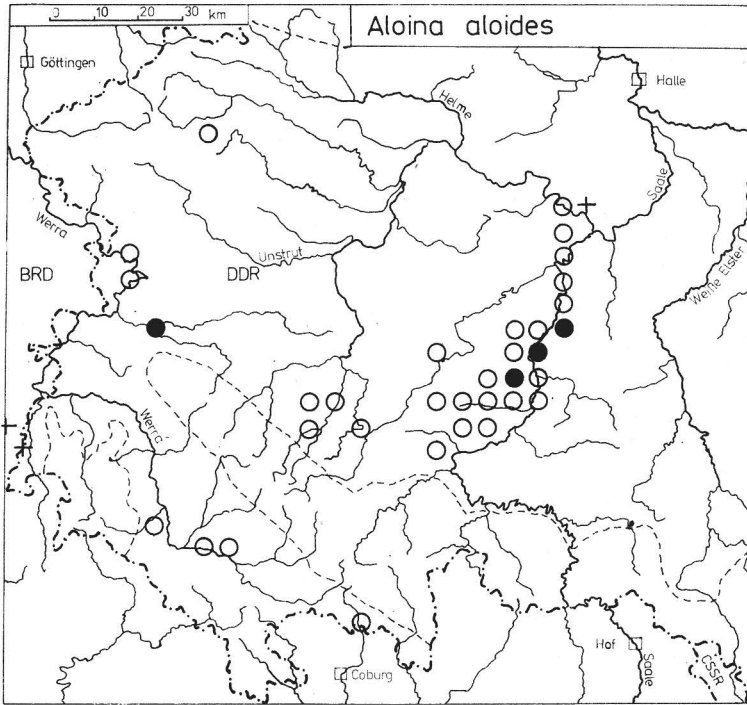 0 10 20 30 km
Aloina aloides
Göttingen
Halle
Helme
Saale
Werra
Unstrut
BRD
DDR
Weiße Elster
Werra
Hof
Saale
Coburg
CSSR